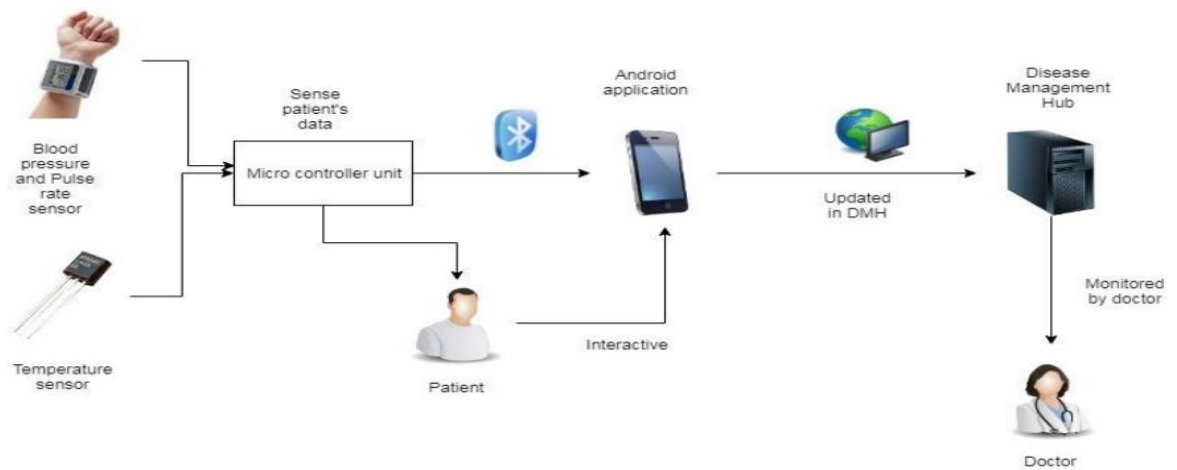 Blood
pressure
and Pulse
rate
sensor
Temperature
sensor
Sense
patient's
data
Micro controller unit
Patient
Interactive
Android
application
Updated
in DMH
Disease
Management
Hub
Monitored
by doctor
Doctor